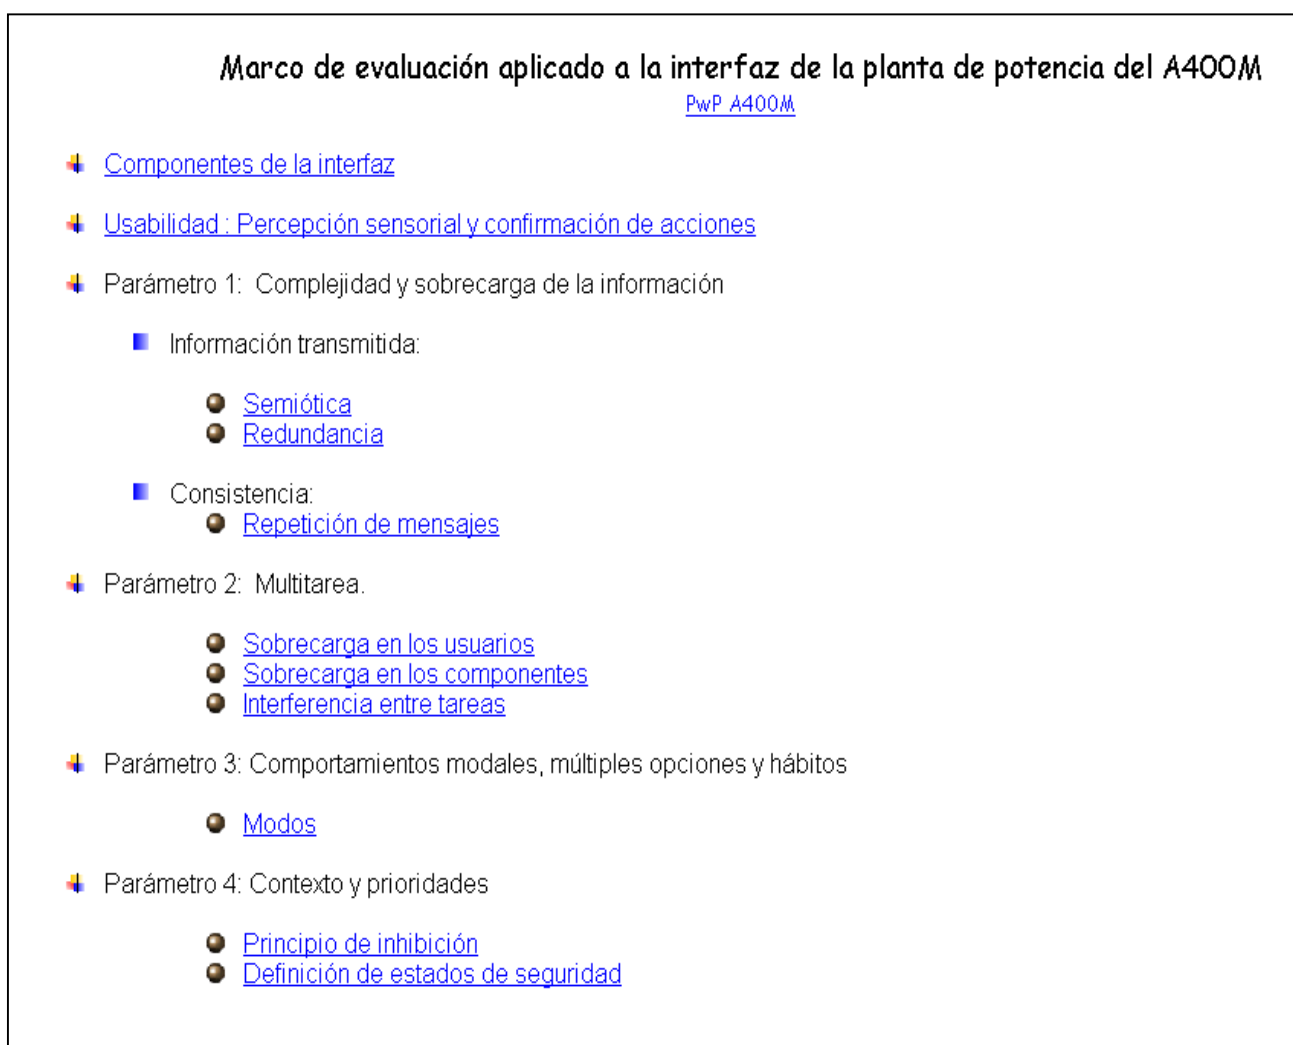 Marco de evaluación aplicado a la interfaz de la planta de potencia del A400M
PwP A400M
Componentes de la interfaz
Usabilidad : Percepción sensorial y confirmación de acciones
Parámetro 1: Complejidad y sobrecarga de la información
Información transmitida:
Semiótica
Redundancia
Consistencia:
Repetición de mensajes
Parámetro 2: Multitarea.
Sobrecarga en los usuarios
Sobrecarga en los componentes
Interferencia entre tareas
Parámetro 3: Comportamientos modales, múltiples opciones y hábitos
Modos
Parámetro 4: Contexto y prioridades
Principio de inhibición
Definición de estados de seguridad